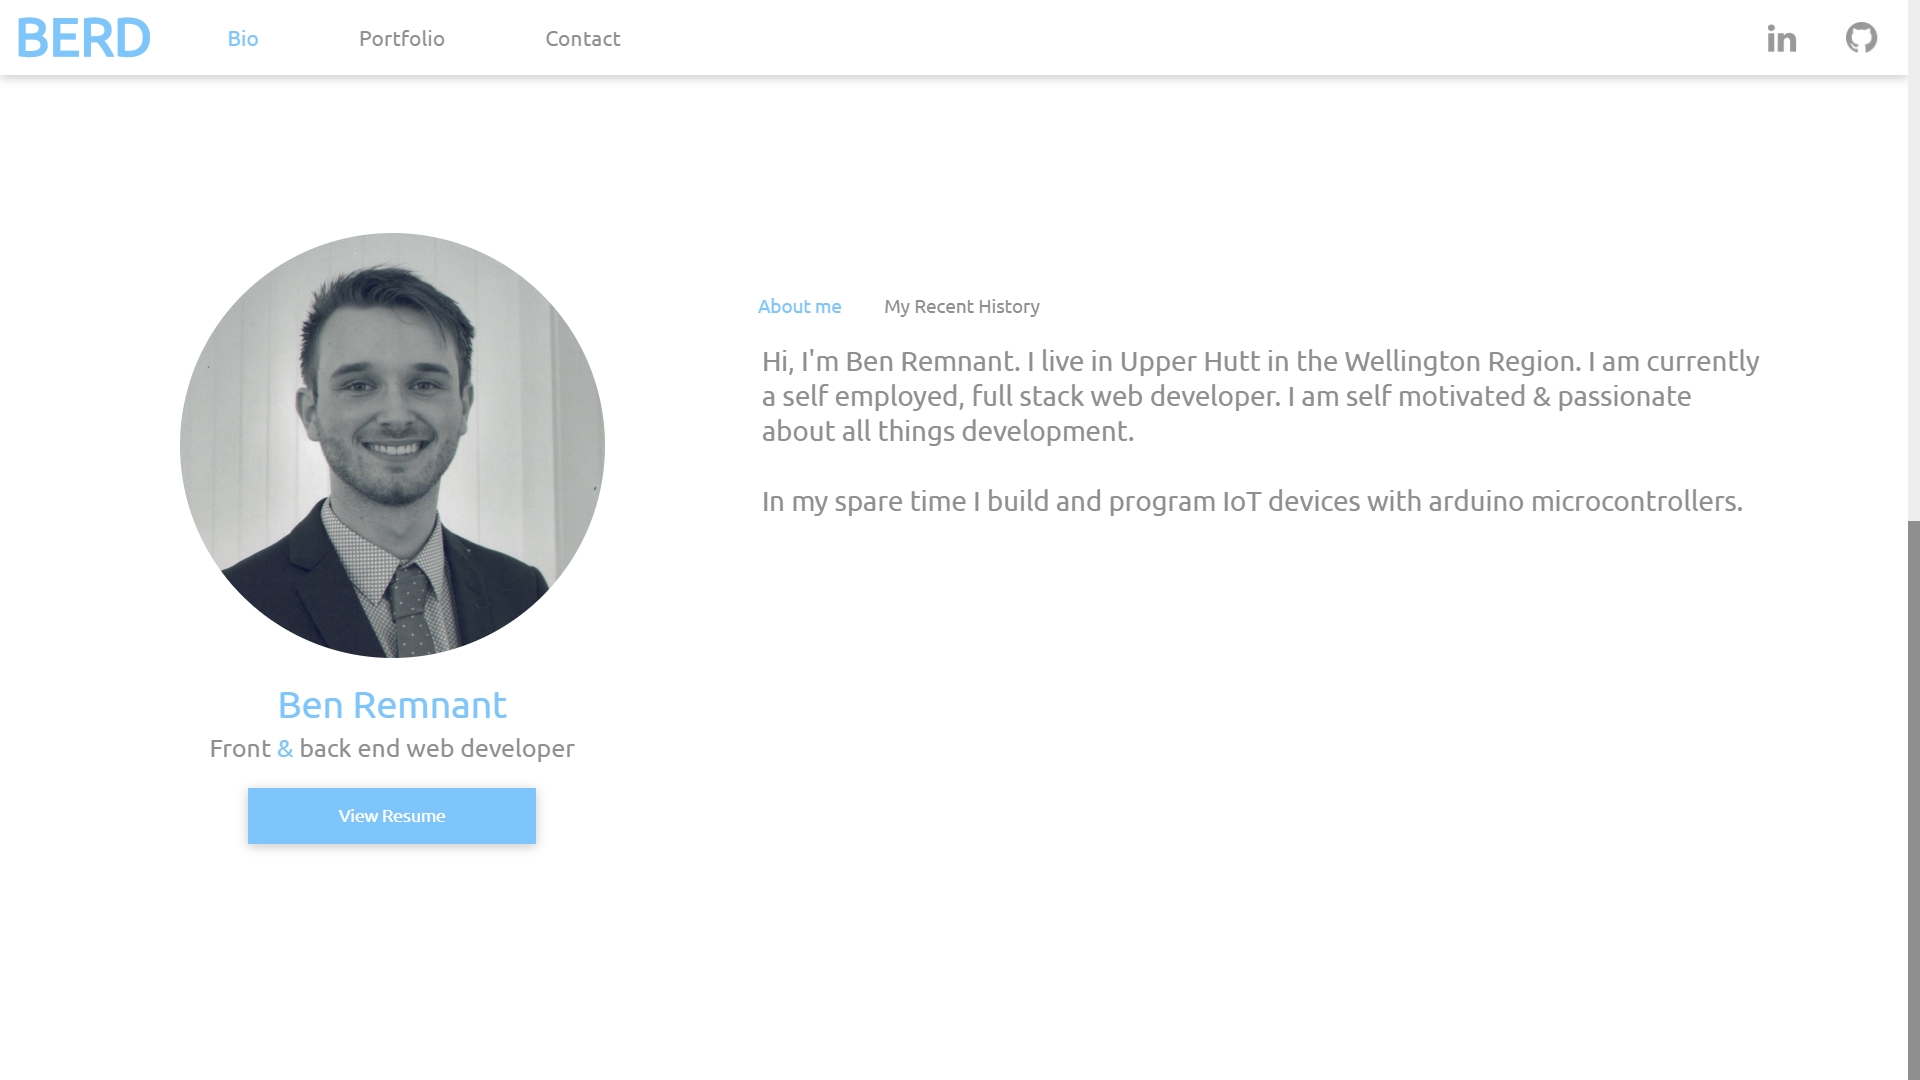 BERD
Bio
Portfolio
Contact
About me
My Recent History
Hi, I'm Ben Remnant. I live in Upper Hutt in the Wellington Region. I am currently
a self employed, full stack web developer. I am self motivated & passionate
about all things development.
In my spare time I build and program IoT devices with arduino microcontrollers.
Ben Remnant
Front & back end web developer
View Resume